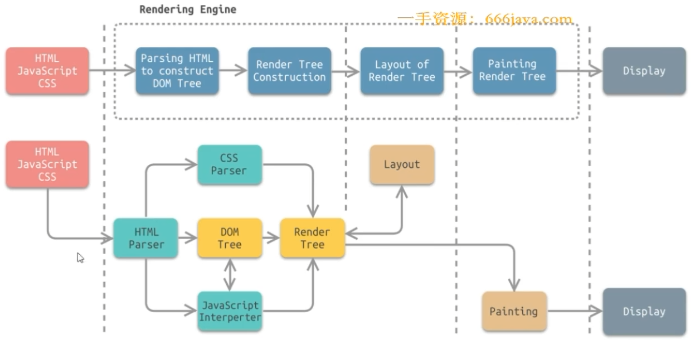 Rendering Engine
一手资源：666java.com
HTML
JavaScript
CSS
Parsing HTML
to construct
DOM Tree
Render Tree
Construction
Layout of
Render Tree
Painting
Render Tree
Display
HTML
JavaScript
CSS
CSS
Parser
Layout
HTML
Parser
DOM
Tree
Render
Tree
JavaScript
Interperter
Painting
Display